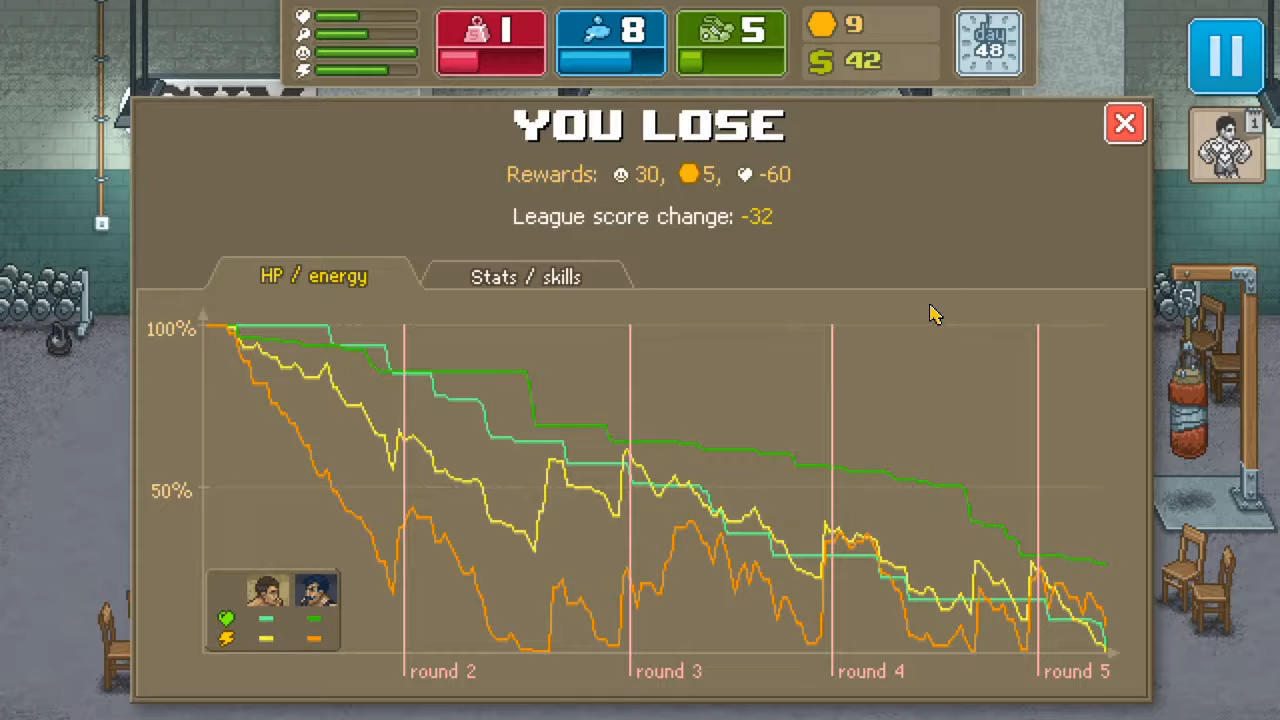 1
8
5
9
42
day
48
YOU LOSE
1
Rewards: 30, 5, -60
League score change: -32
HP / energy
Stats / skills
100%
50%
round 2
round 3
round 4
round 5